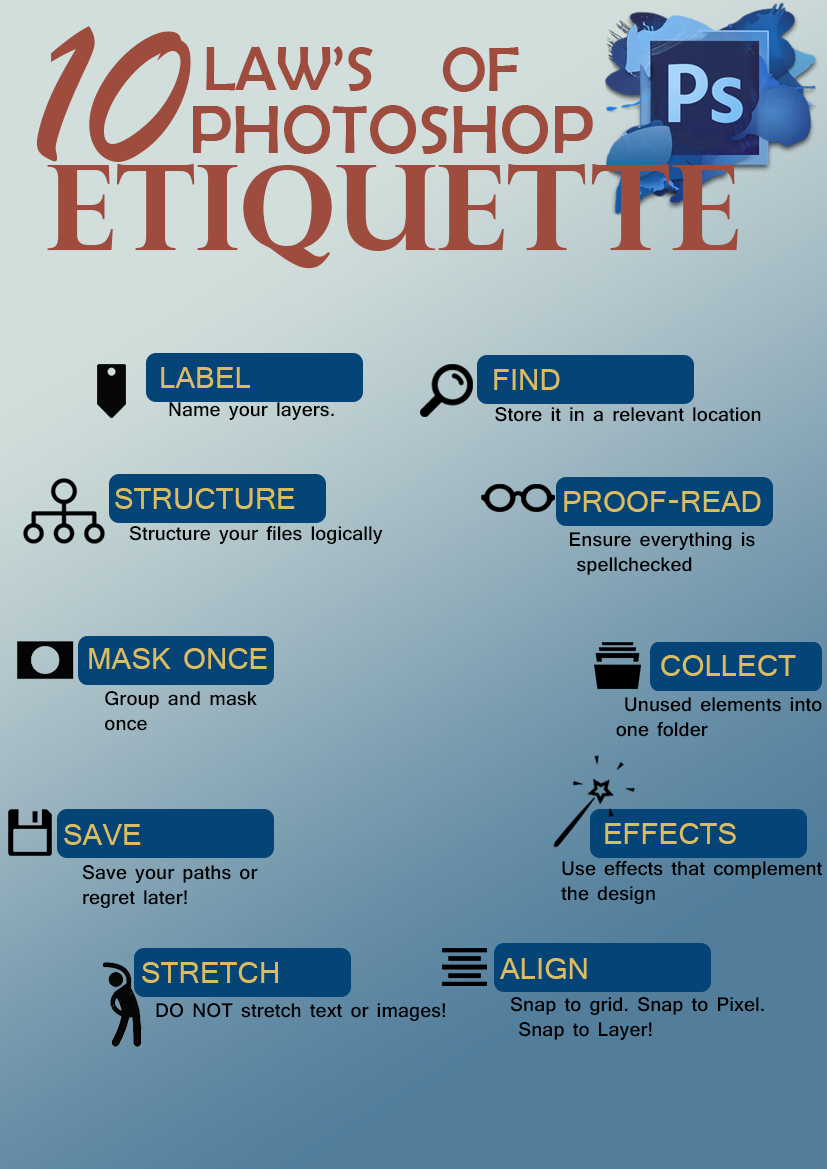 10 LAW'S OF
PHOTOSHOP
ETIQUETTE
Ps
LABEL
Name your layers.
FIND
Store it in a relevant location
STRUCTURE
Structure your files logically
PROOF-READ
Ensure everything is
spellchecked
MASK ONCE
Group and mask
once
COLLECT
Unused elements into
one folder
SAVE
Save your paths or
regret later!
EFFECTS
Use effects that complement
the design
STRETCH
DO NOT stretch text or images!
ALIGN
Snap to grid. Snap to Pixel.
Snap to Layer!